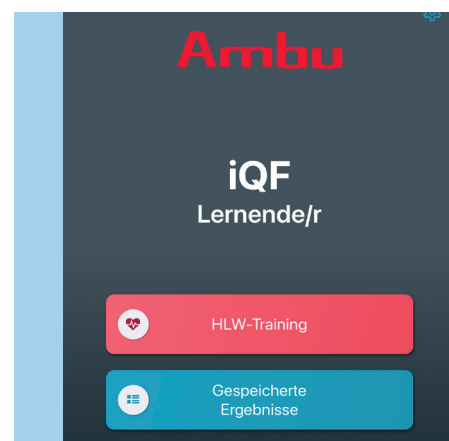 Ambu
iQF
Lernende/r
HLW-Training
Gespeicherte
Ergebnisse